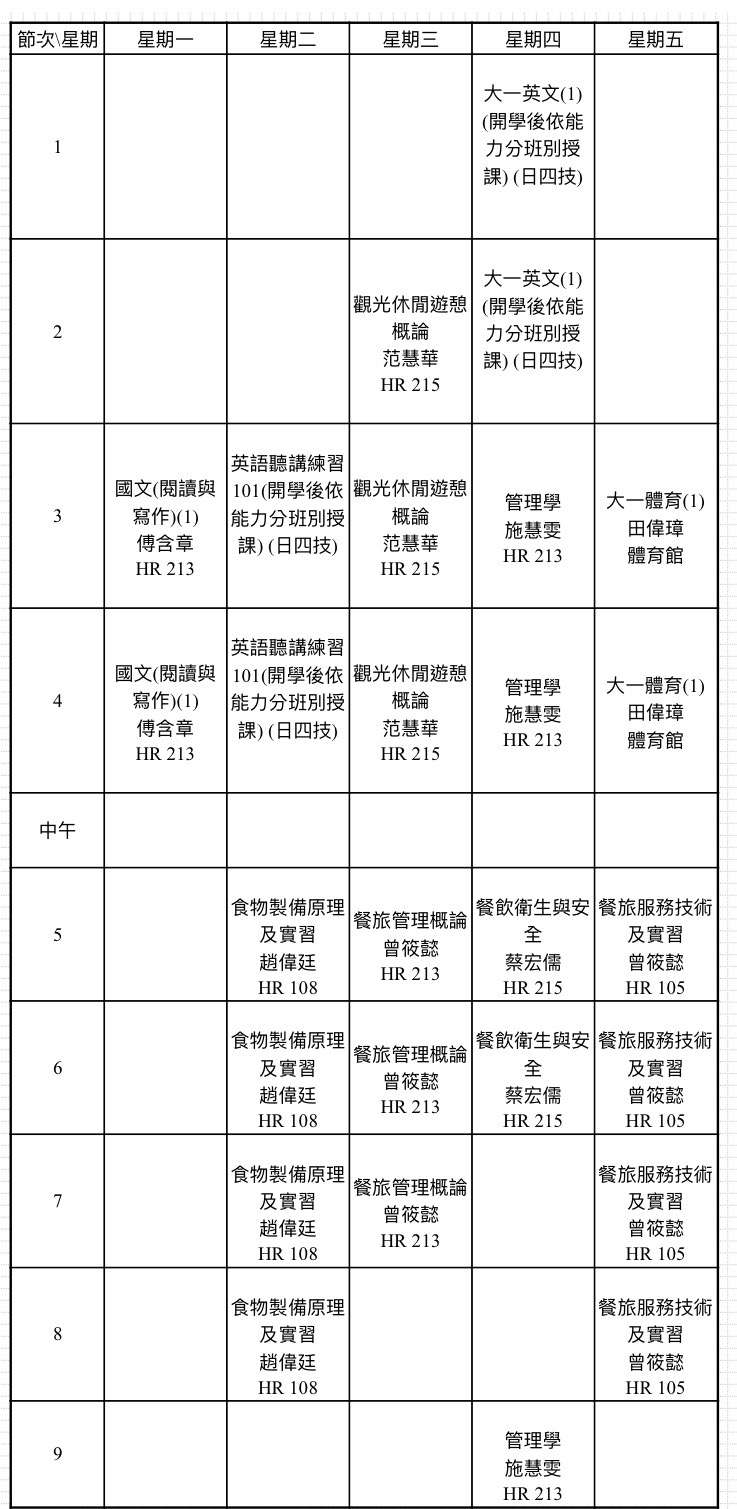 節次\星期 星期一 星期二 星期三 星期四 星期五
1
大一英文(1)
(開學後依能
力分班別授
課) (日四技)
2
觀光休閒遊憩
概論
范慧華
HR 215
大一英文(1)
(開學後依能
力分班別授
課) (日四技)
3
國文(閱讀與
寫作)(1)
傅含章
HR 213
英語聽講練習
101(開學後依
能力分班別授
課) (日四技)
觀光休閒遊憩
概論
范慧華
HR 215
管理學
施慧雯
HR 213
大一體育(1)
田偉璋
體育館
4
國文(閱讀與
寫作)(1)
傅含章
HR 213
英語聽講練習
101(開學後依
能力分班別授
課) (日四技)
觀光休閒遊憩
概論
范慧華
HR 215
管理學
施慧雯
HR 213
大一體育(1)
田偉璋
體育館
中午
5
食物製備原理
及實習
趙偉廷
HR 108
餐旅管理概論
曾筱懿
HR 213
餐飲衛生與安
全
蔡宏儒
HR 215
餐旅服務技術
及實習
曾筱懿
HR 105
6
食物製備原理
及實習
趙偉廷
HR 108
餐旅管理概論
曾筱懿
HR 213
餐飲衛生與安
全
蔡宏儒
HR 215
餐旅服務技術
及實習
曾筱懿
HR 105
7
食物製備原理
及實習
趙偉廷
HR 108
餐旅管理概論
曾筱懿
HR 213
餐旅服務技術
及實習
曾筱懿
HR 105
8
食物製備原理
及實習
趙偉廷
HR 108
餐旅服務技術
及實習
曾筱懿
HR 105
9
管理學
施慧雯
HR 213